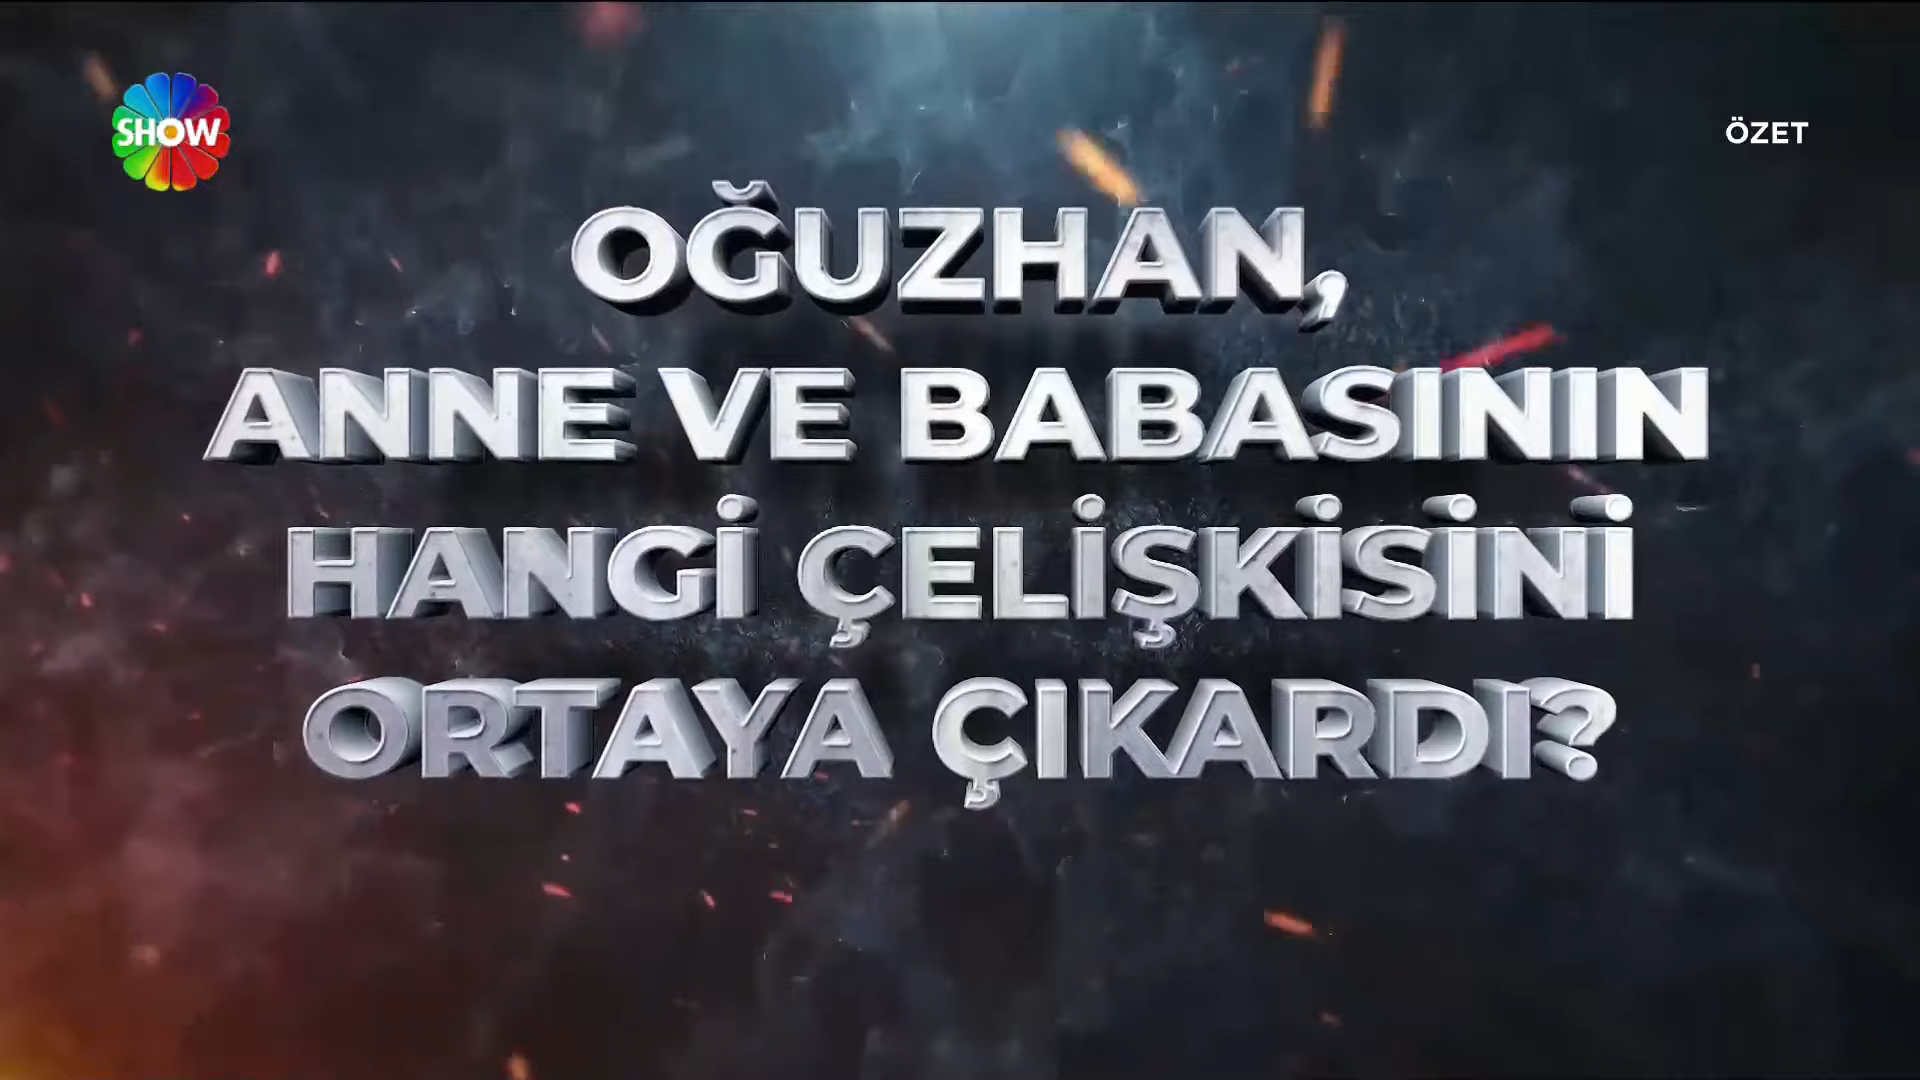 SHOW
ÖZET
OĞUZHAN,
ANNE VE BABASININ
HANGİ ÇELİŞKİSİNİ
ORTAYA ÇIKARDI?